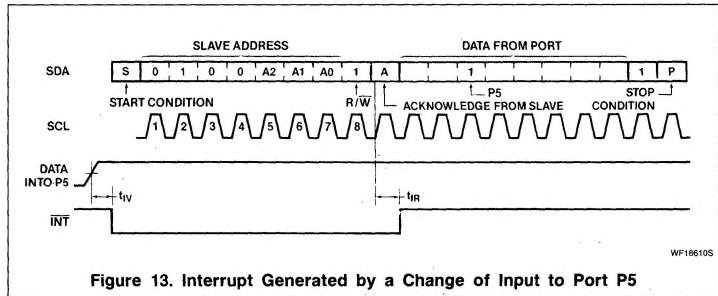 SLAVE ADDRESS DATA FROM PORT
SDA S 0 1 0 0 A2 A1 A0 1 A 1 1 P
START CONDITION R/W̅ P5 STOP
ACKNOWLEDGE FROM SLAVE CONDITION
SCL 1 2 3 4 5 6 7 8
DATA
INTO P5
tIV tIR
I̅N̅T̅
WF18610S
Figure 13. Interrupt Generated by a Change of Input to Port P5